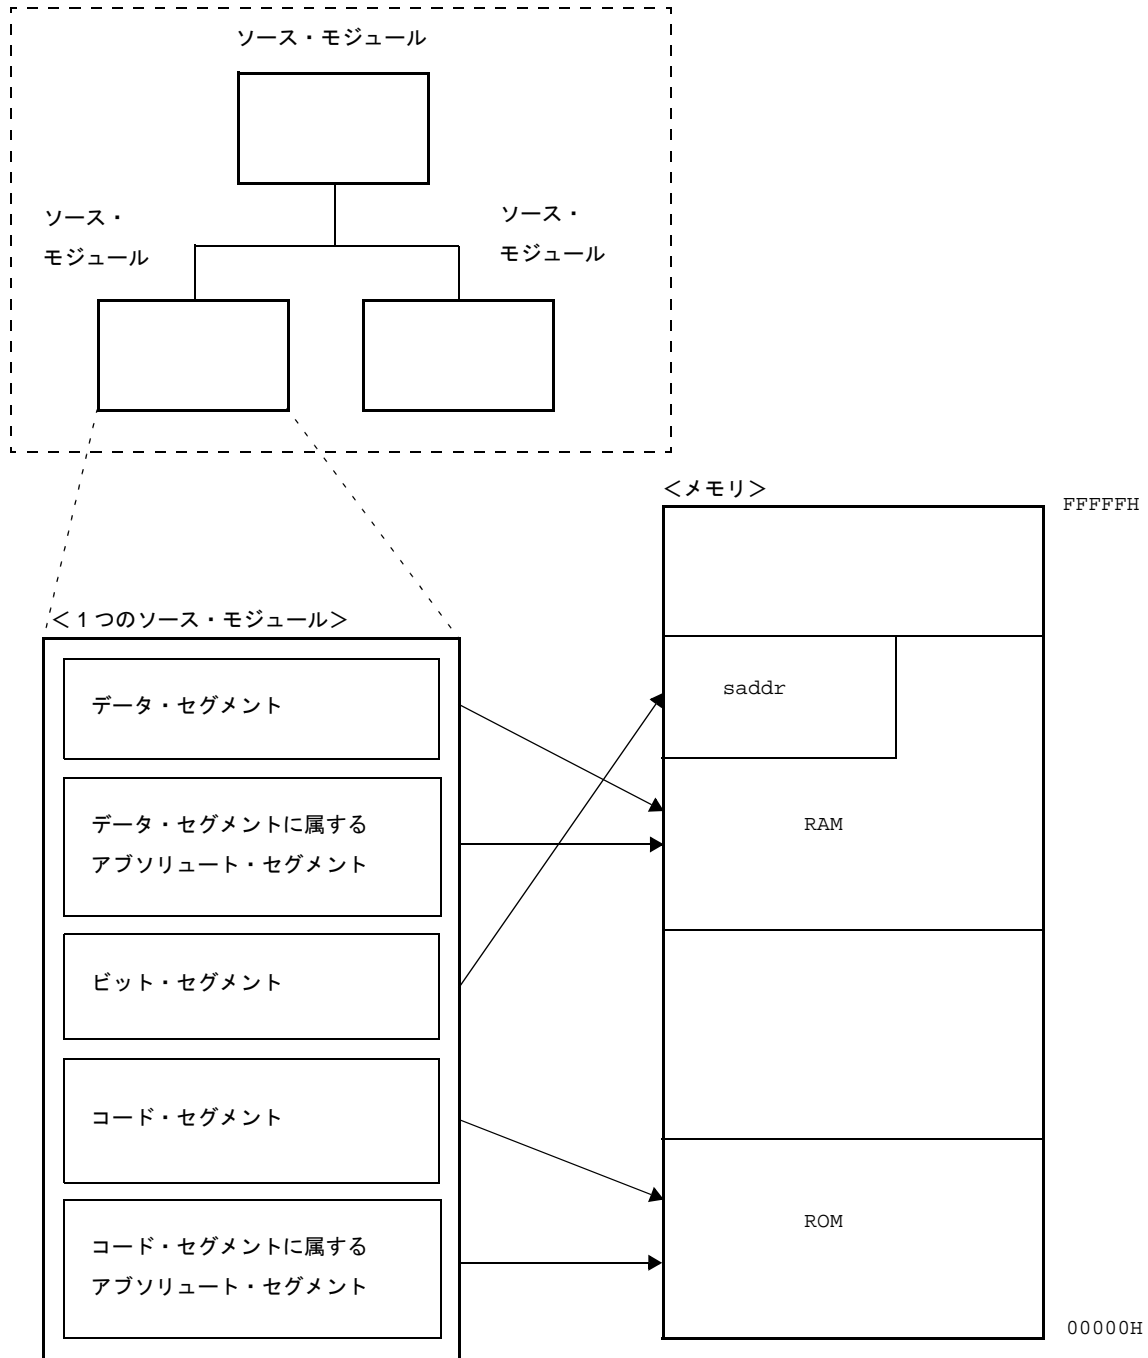 ソース・モジュール
ソース・
モジュール
ソース・
モジュール
＜メモリ＞
FFFFFH
＜１つのソース・モジュール＞
データ・セグメント
saddr
データ・セグメントに属する
アブソリュート・セグメント
RAM
ビット・セグメント
コード・セグメント
ROM
コード・セグメントに属する
アブソリュート・セグメント
00000H